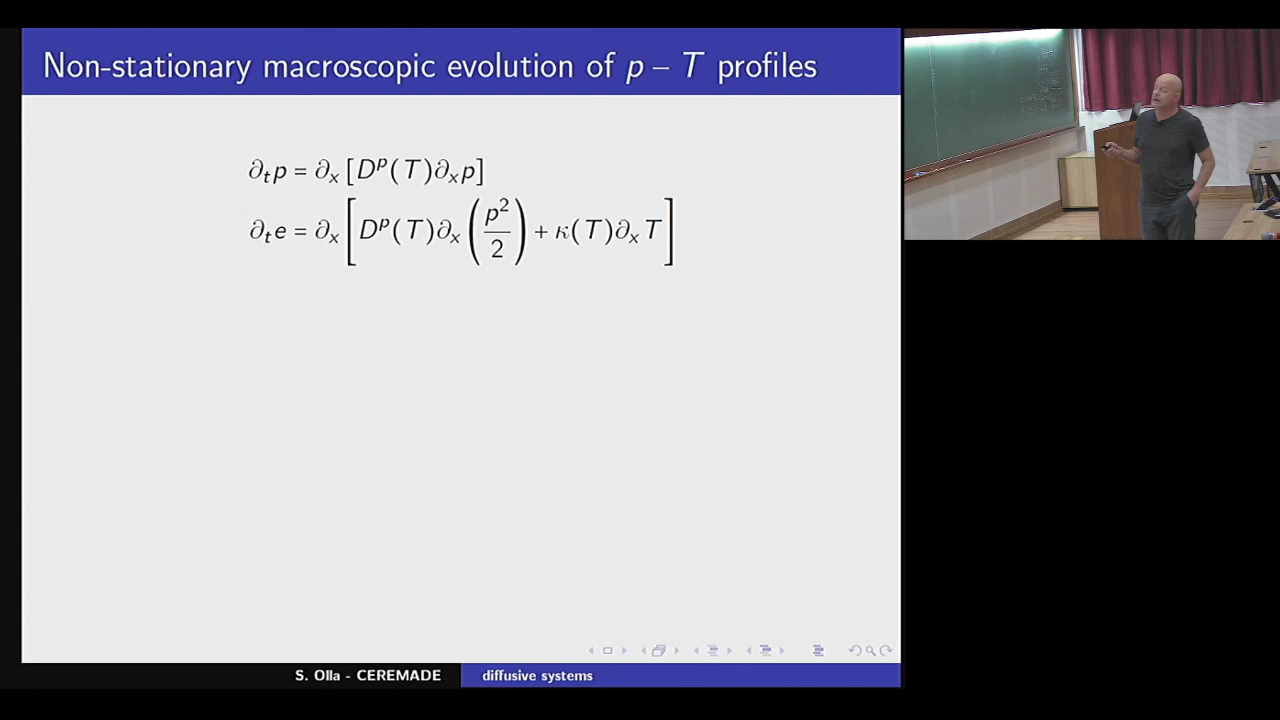 Non-stationary macroscopic evolution of p – T profiles
∂ₜp = ∂ₓ [Dᵖ(T)∂ₓp]
∂ₜe = ∂ₓ [Dᵖ(T)∂ₓ (p²/2) + κ(T)∂ₓT]
S. Olla - CEREMADE diffusive systems